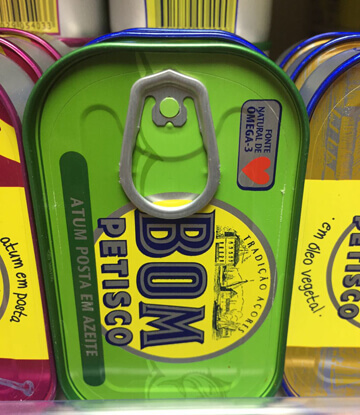 FONTE
NATURAL DE
ÓMEGA-3
TRADIÇÃO AÇORES
BOM
PETISCO
ATUM POSTA EM AZEITE
atum em posta
"em óleo vegetal"
PETISCO